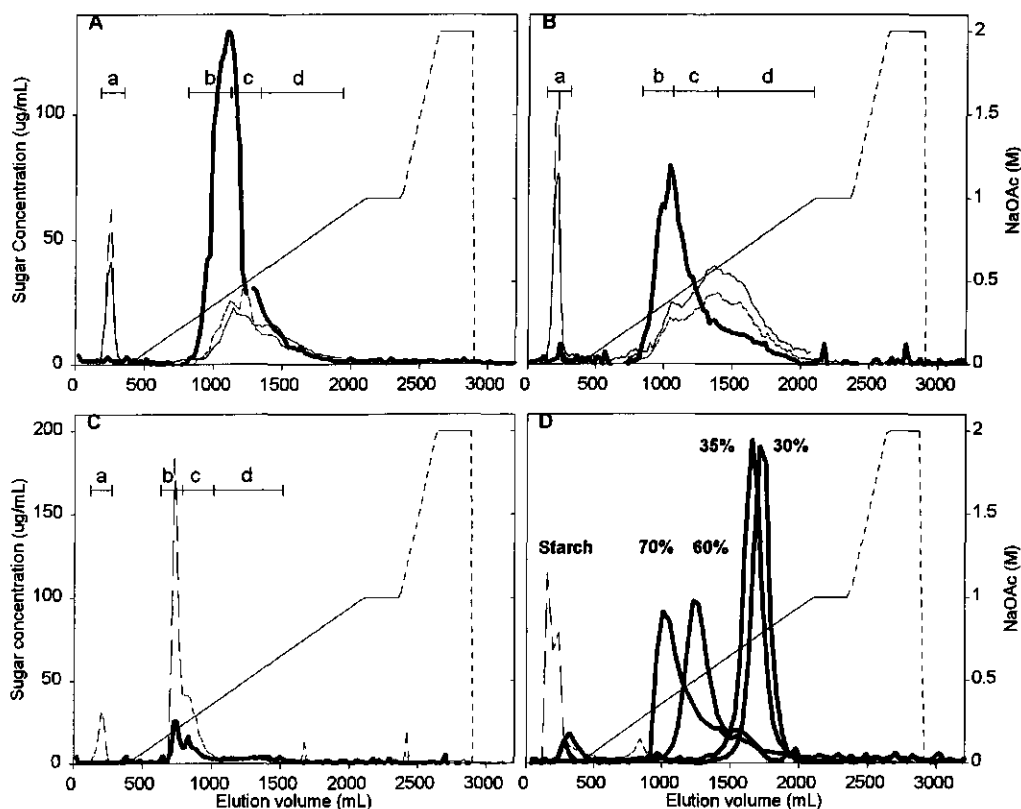 A
B
a
b
c
d
a
b
c
d
Sugar Concentration (ug/mL)
100
50
0
2
1.5
1
0.5
0
NaOAc (M)
0 500 1000 1500 2000 2500 3000
0 500 1000 1500 2000 2500 3000
C
D
a
b
c
d
35%
30%
Starch
70%
60%
Sugar concentration (ug/mL)
200
150
100
50
0
2
1.5
1
0.5
0
NaOAc (M)
0 500 1000 1500 2000 2500 3000
0 500 1000 1500 2000 2500 3000
Elution volume (mL)
Elution volume (mL)